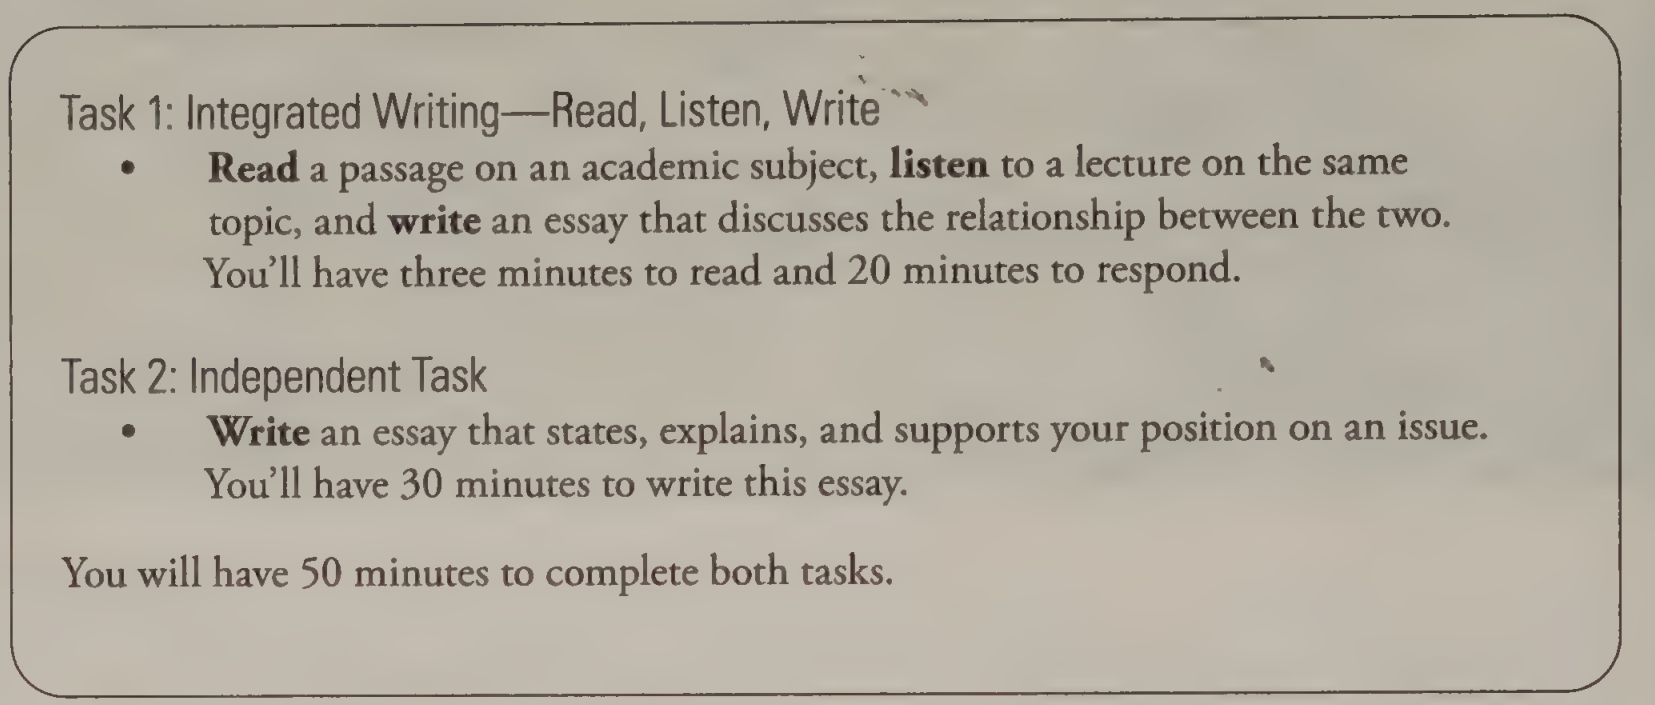 Task 1: Integrated Writing—Read, Listen, Write
• Read a passage on an academic subject, listen to a lecture on the same
topic, and write an essay that discusses the relationship between the two.
You'll have three minutes to read and 20 minutes to respond.
Task 2: Independent Task
• Write an essay that states, explains, and supports your position on an issue.
You'll have 30 minutes to write this essay.
You will have 50 minutes to complete both tasks.